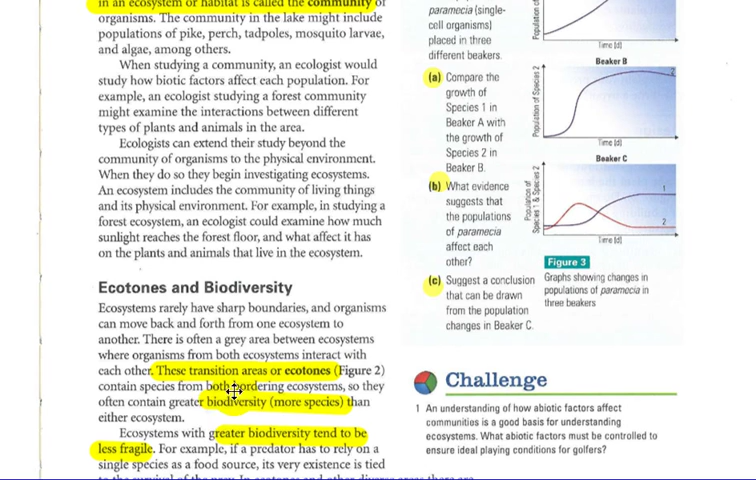 in an ecosystem or habitat is called the community of
organisms. The community in the lake might include
populations of pike, perch, tadpoles, mosquito larvae,
and algae, among others.
When studying a community, an ecologist would
study how biotic factors affect each population. For
example, an ecologist studying a forest community
might examine the interactions between different
types of plants and animals in the area.
Ecologists can extend their study beyond the
community of organisms to the physical environment.
When they do so they begin investigating ecosystems.
An ecosystem includes the community of living things
and its physical environment. For example, in studying a
forest ecosystem, an ecologist could examine how much
sunlight reaches the forest floor, and what affect it has
on the plants and animals that live in the ecosystem.
Ecotones and Biodiversity
Ecosystems rarely have sharp boundaries, and organisms
can move back and forth from one ecosystem to
another. There is often a grey area between ecosystems
where organisms from both ecosystems interact with
each other. These transition areas or ecotones (Figure 2)
contain species from both bordering ecosystems, so they
often contain greater biodiversity (more species) than
either ecosystem.
Ecosystems with greater biodiversity tend to be
less fragile. For example, if a predator has to rely on a
single species as a food source, its very existence is tied
paramecia (single-
cell organisms)
placed in three
different beakers.
(a) Compare the
growth of
Species 1 in
Beaker A with
the growth of
Species 2 in
Beaker B.
(b) What evidence
suggests that
the populations
of paramecia
affect each
other?
(c) Suggest a conclusion
that can be drawn
from the population
changes in Beaker C.
Population of
Time (d)
Beaker B
Population of Species 2
2
Time (d)
Beaker C
Population of
Species 1 & Species 2
1
2
Time (d)
Figure 3
Graphs showing changes in
populations of paramecia in
three beakers
Challenge
1 An understanding of how abiotic factors affect
communities is a good basis for understanding
ecosystems. What abiotic factors must be controlled to
ensure ideal playing conditions for golfers?